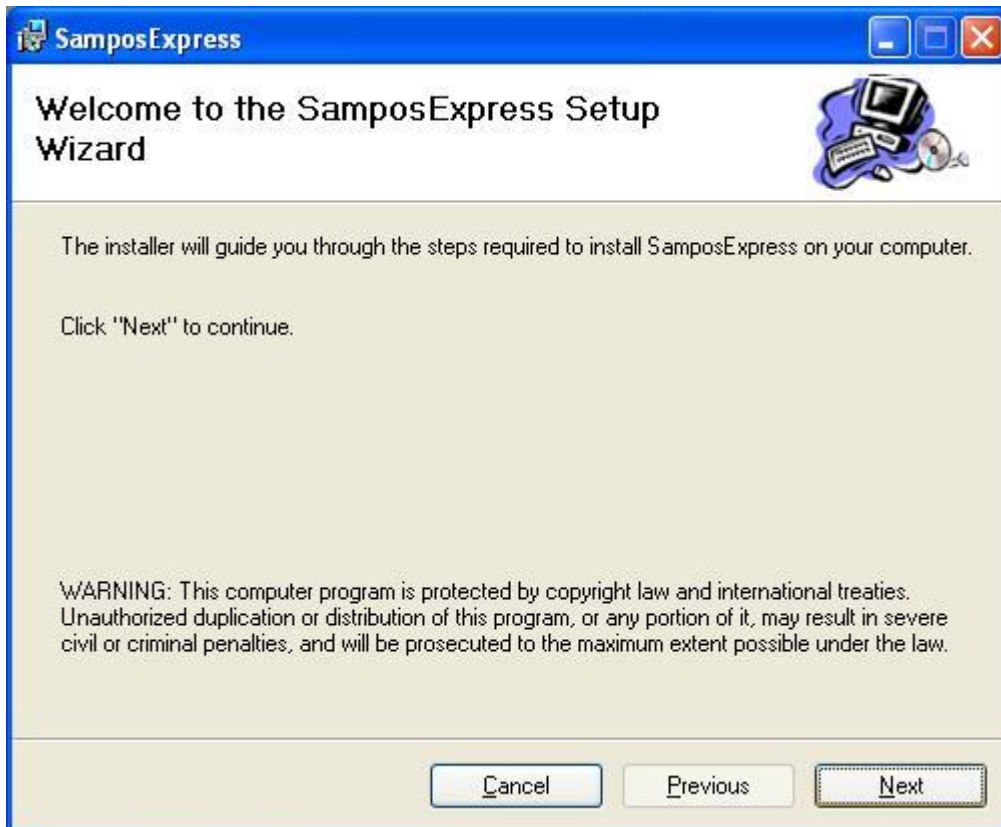 SamposExpress
Welcome to the SamposExpress Setup
Wizard
The installer will guide you through the steps required to install SamposExpress on your computer.
Click "Next" to continue.
WARNING: This computer program is protected by copyright law and international treaties.
Unauthorized duplication or distribution of this program, or any portion of it, may result in severe
civil or criminal penalties, and will be prosecuted to the maximum extent possible under the law.
Cancel Previous Next